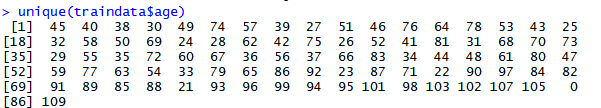 > unique(traindata$age)
[1] 45 40 38 30 49 74 57 39 27 51 46 76 64 78 53 43 25
[18] 32 58 50 69 24 28 62 42 75 26 52 41 81 31 68 70 73
[35] 29 55 35 72 60 67 36 56 37 66 83 34 44 48 61 80 47
[52] 59 77 63 54 33 79 65 86 92 23 87 71 22 90 97 84 82
[69] 91 89 85 88 21 93 96 99 94 95 101 98 103 102 107 105 0
[86] 109